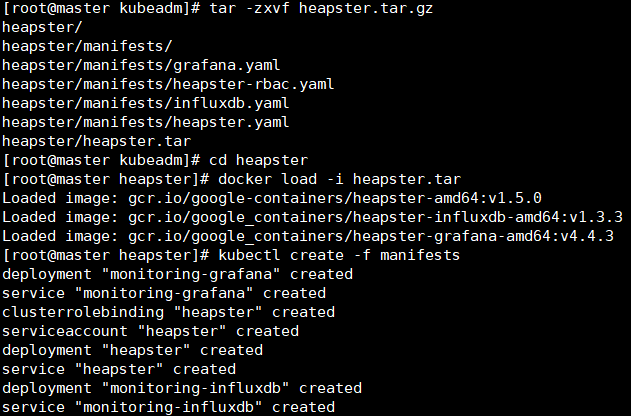 [root@master kubeadm]# tar -zxvf heapster.tar.gz
heapster/
heapster/manifests/
heapster/manifests/grafana.yaml
heapster/manifests/heapster-rbac.yaml
heapster/manifests/influxdb.yaml
heapster/manifests/heapster.yaml
heapster/heapster.tar
[root@master kubeadm]# cd heapster
[root@master heapster]# docker load -i heapster.tar
Loaded image: gcr.io/google-containers/heapster-amd64:v1.5.0
Loaded image: gcr.io/google_containers/heapster-influxdb-amd64:v1.3.3
Loaded image: gcr.io/google_containers/heapster-grafana-amd64:v4.4.3
[root@master heapster]# kubectl create -f manifests
deployment "monitoring-grafana" created
service "monitoring-grafana" created
clusterrolebinding "heapster" created
serviceaccount "heapster" created
deployment "heapster" created
service "heapster" created
deployment "monitoring-influxdb" created
service "monitoring-influxdb" created